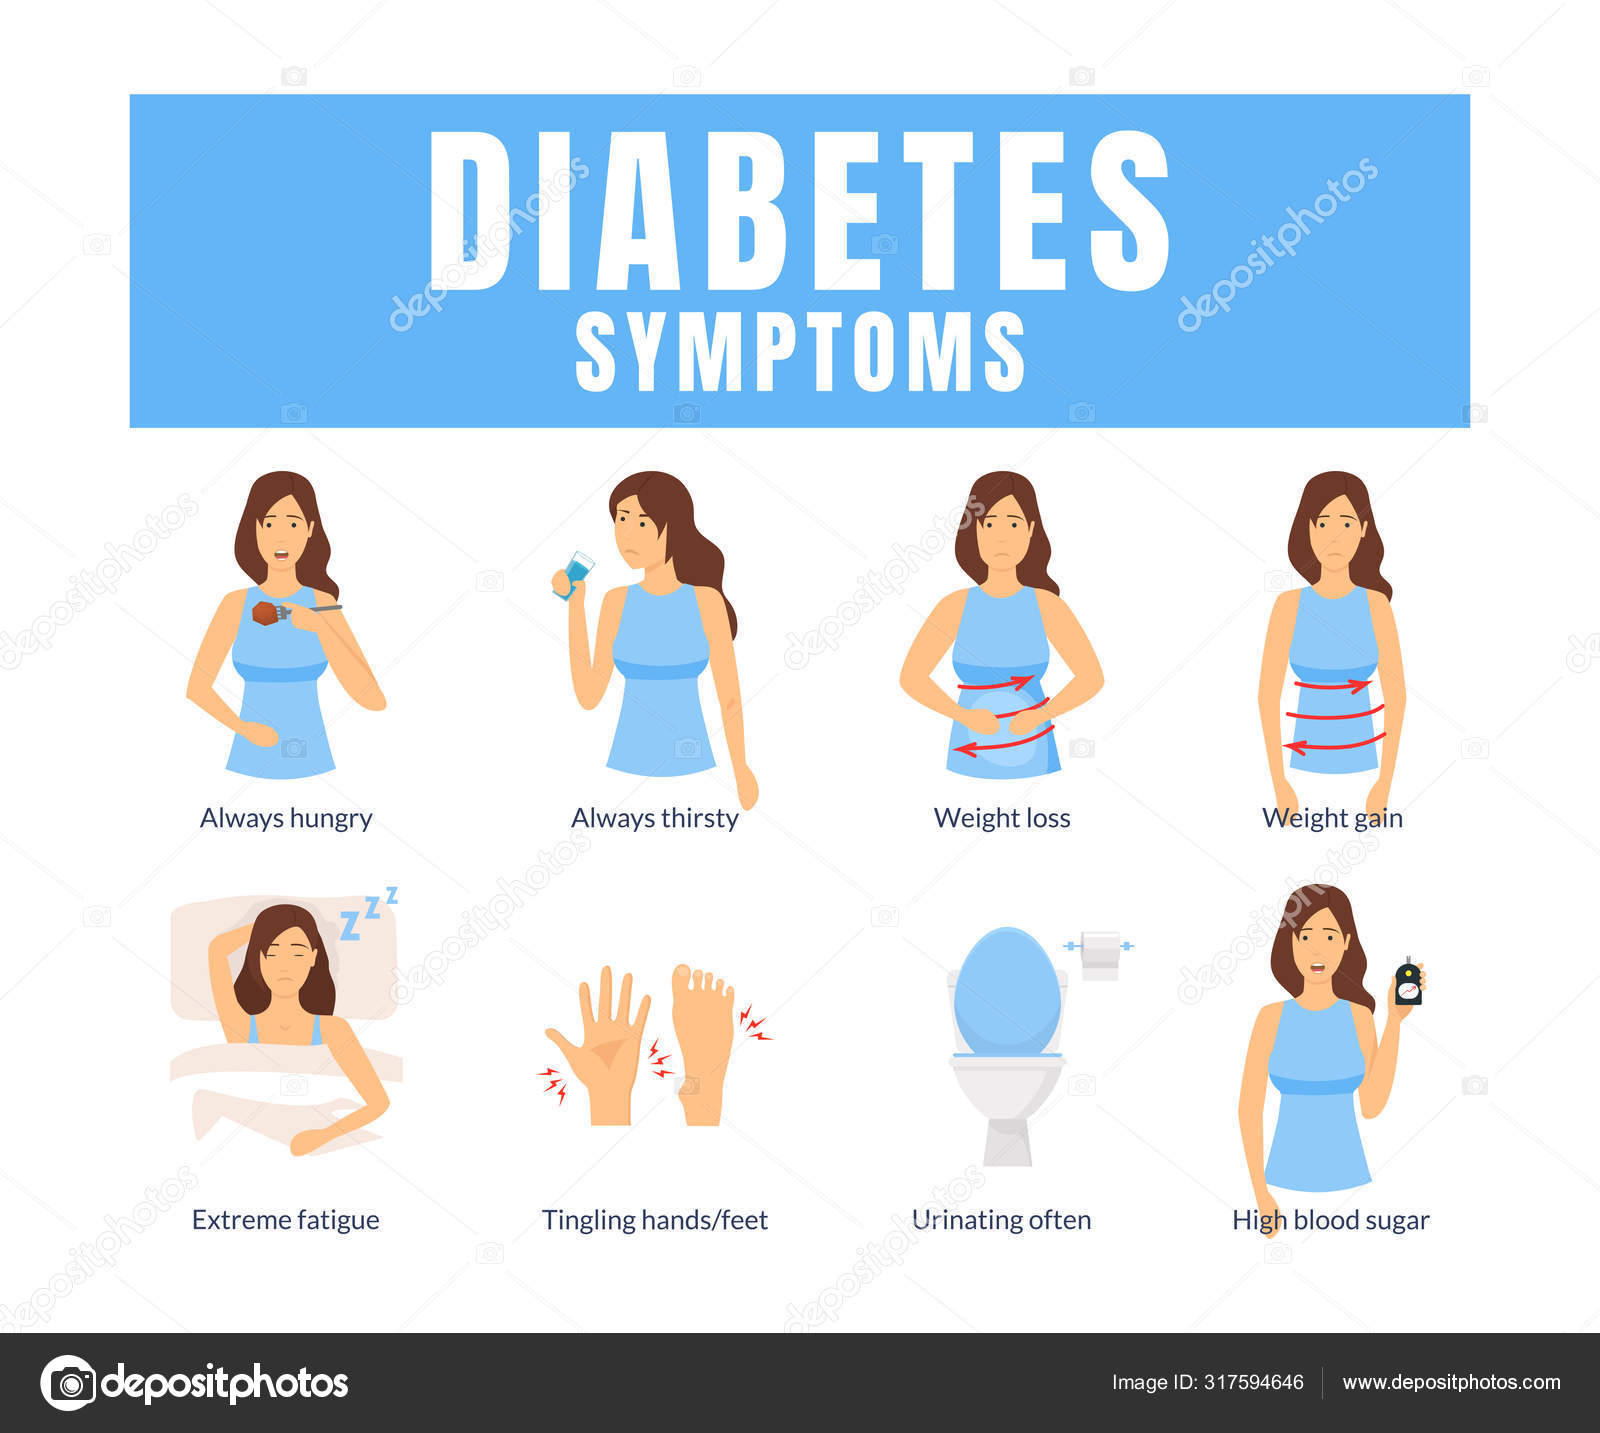 DIABETES
SYMPTOMS
Always hungry
Always thirsty
Weight loss
Weight gain
Extreme fatigue
Tingling hands/feet
Urinating often
High blood sugar
depositphotos
Image ID: 317594646
www.depositphotos.com